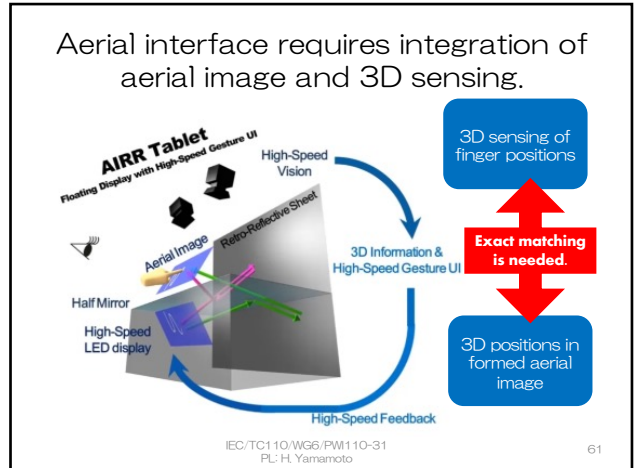 Aerial interface requires integration of
aerial image and 3D sensing.
AIRR Tablet
Floating Display with High-Speed Gesture UI
High-Speed
Vision
Retro-Reflective Sheet
Aerial Image
Half Mirror
High-Speed
LED display
3D Information &
High-Speed Gesture UI
High-Speed Feedback
3D sensing of
finger positions
Exact matching
is needed.
3D positions in
formed aerial
image
IEC/TC110/WG6/PWI110-31
PL: H. Yamamoto
61